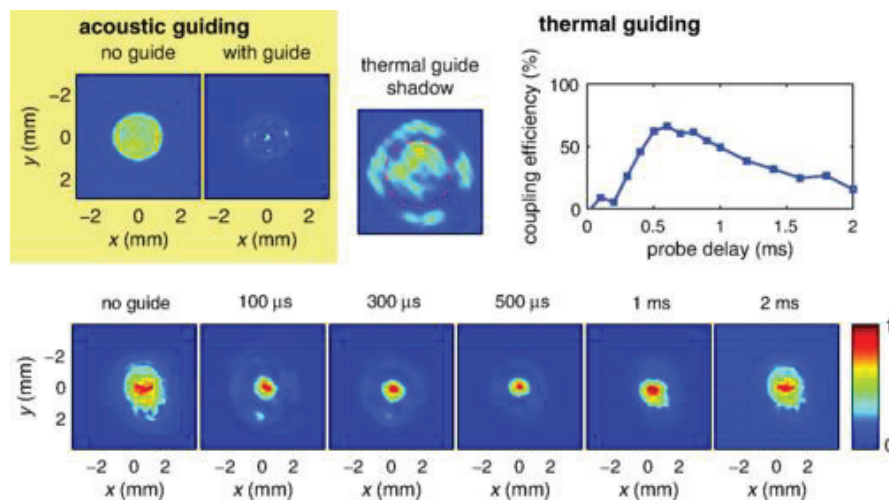 acoustic guiding
no guide
with guide
−2
0
2
y (mm)
−2 0 2
x (mm)
−2 0 2
x (mm)
thermal guide
shadow
thermal guiding
100
50
0
coupling efficiency (%)
0 0.5 1 1.5 2
probe delay (ms)
no guide
100 μs
300 μs
500 μs
1 ms
2 ms
−2
0
2
y (mm)
−2 0 2
x (mm)
−2 0 2
x (mm)
−2 0 2
x (mm)
−2 0 2
x (mm)
−2 0 2
x (mm)
−2 0 2
x (mm)
1
0